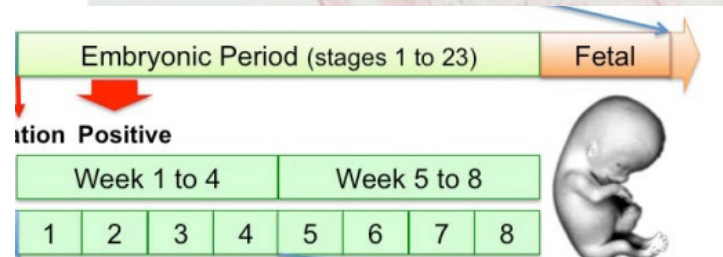 Embryonic Period (stages 1 to 23) Fetal
Positive
Week 1 to 4 Week 5 to 8
1 2 3 4 5 6 7 8